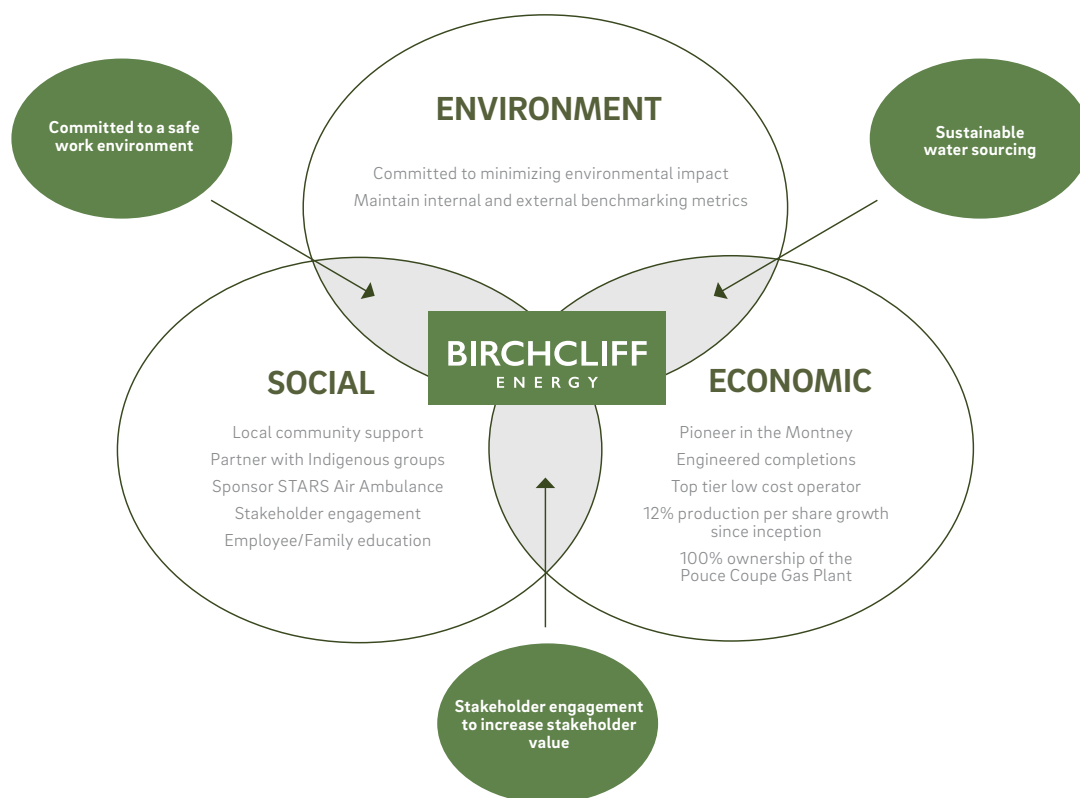 ENVIRONMENT
Committed to a safe
work environment
Sustainable
water sourcing
Committed to minimizing environmental impact
Maintain internal and external benchmarking metrics
BIRCHCLIFF
ENERGY
SOCIAL
Local community support
Partner with Indigenous groups
Sponsor STARS Air Ambulance
Stakeholder engagement
Employee/Family education
ECONOMIC
Pioneer in the Montney
Engineered completions
Top tier low cost operator
12% production per share growth
since inception
100% ownership of the
Pouce Coupe Gas Plant
Stakeholder engagement
to increase stakeholder
value